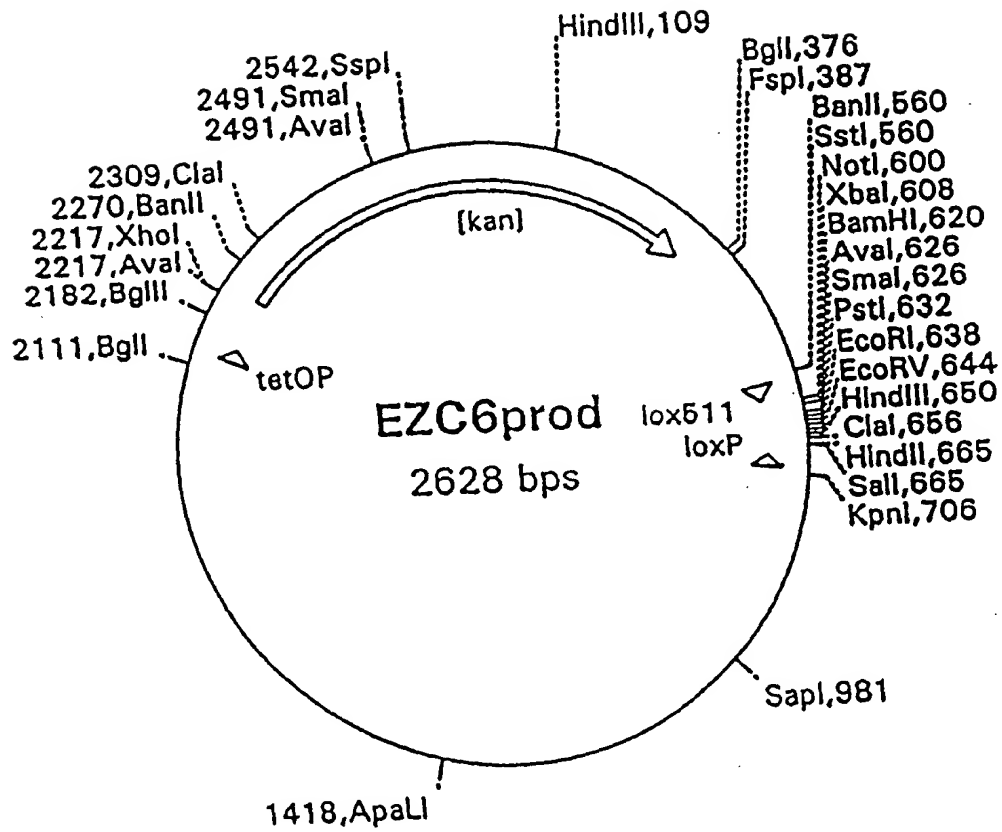 HindIII,109
BglI,376
FspI,387
BanII,560
SstI,560
NotI,600
XbaI,608
BamHI,620
AvaI,626
SmaI,626
PstI,632
EcoRI,638
EcoRV,644
HindIII,650
ClaI,656
HindII,665
SalI,665
KpnI,706
SapI,981
1418,ApaLI
2111,BglI
2182,BglII
2217,AvaI
2217,XhoI
2270,BanII
2309,ClaI
2491,AvaI
2491,SmaI
2542,SspI
[kan]
tetOP
lox511
loxP
EZC6prod
2628 bps